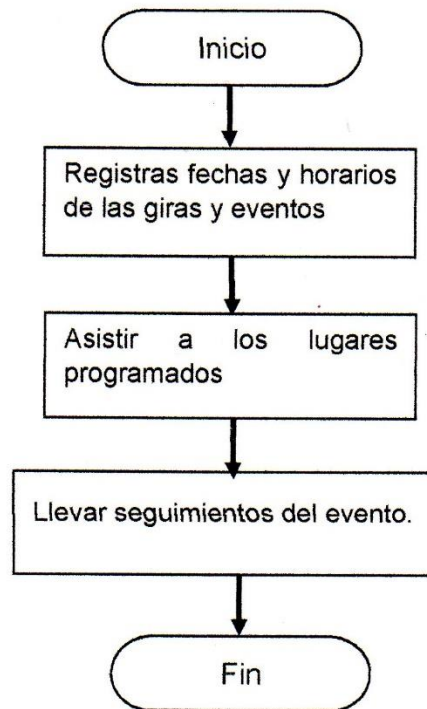 Inicio
Registras fechas y horarios
de las giras y eventos
Asistir a los lugares
programados
Llevar seguimientos del evento.
Fin